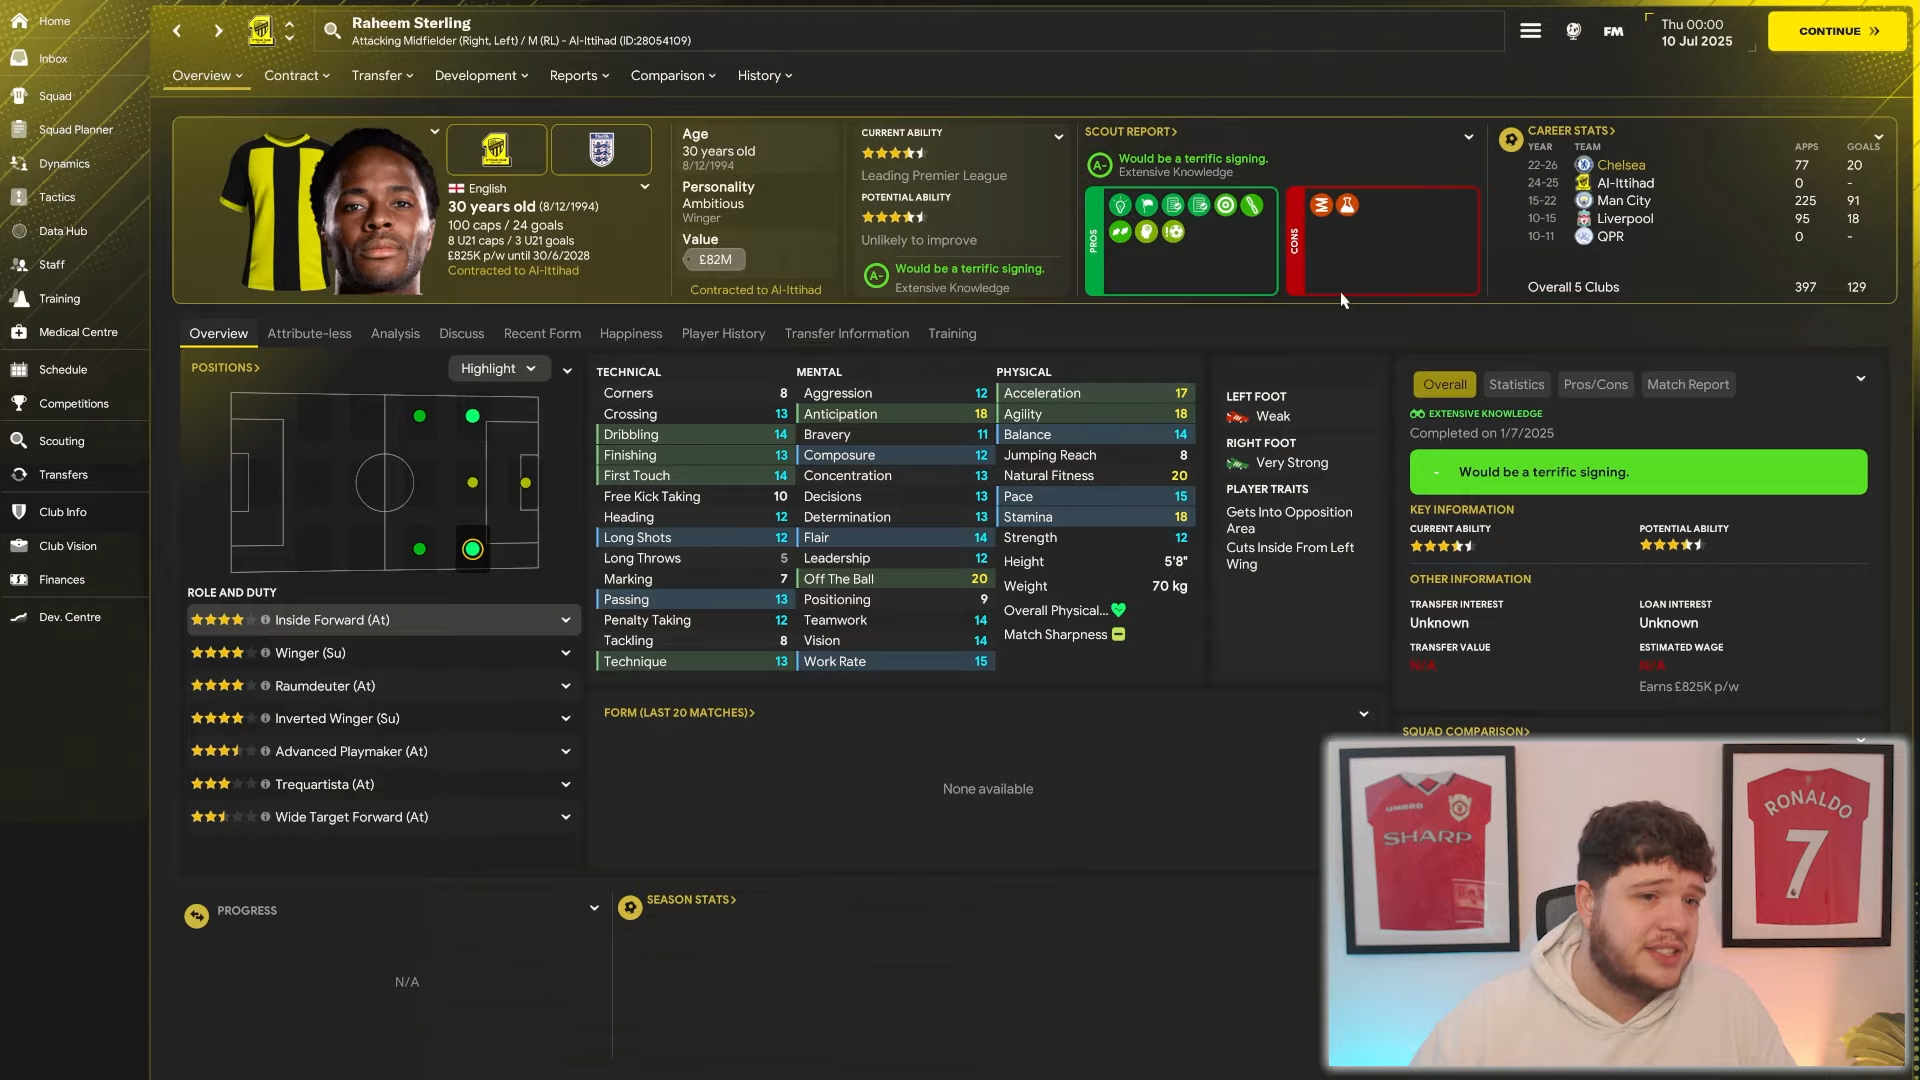 Home
Inbox
Squad
Squad Planner
Dynamics
Tactics
Data Hub
Staff
Training
Medical Centre
Schedule
Competitions
Scouting
Transfers
Club Info
Club Vision
Finances
Dev. Centre
Raheem Sterling
Attacking Midfielder (Right, Left) / M (RL) - Al-Ittihad (ID:28054109)
FM
Thu 00:00
10 Jul 2025
CONTINUE
Overview Contract Transfer Development Reports Comparison History
English
30 years old (8/12/1994)
100 caps / 24 goals
8 U21 caps / 3 U21 goals
£825K p/w until 30/6/2028
Contracted to Al-Ittihad
Age
30 years old
8/12/1994
Personality
Ambitious
Winger
Value
£82M
Contracted to Al-Ittihad
CURRENT ABILITY
Leading Premier League
POTENTIAL ABILITY
Unlikely to improve
A- Would be a terrific signing.
Extensive Knowledge
SCOUT REPORT>
A- Would be a terrific signing.
Extensive Knowledge
PROS
CONS
CAREER STATS>
YEAR TEAM APPS GOALS
22-26 Chelsea 77 20
24-25 Al-Ittihad 0 -
15-22 Man City 225 91
10-15 Liverpool 95 18
10-11 QPR 0 -
Overall 5 Clubs 397 129
Overview Attribute-less Analysis Discuss Recent Form Happiness Player History Transfer Information Training
POSITIONS>
Highlight
ROLE AND DUTY
Inside Forward (At)
Winger (Su)
Raumdeuter (At)
Inverted Winger (Su)
Advanced Playmaker (At)
Trequartista (At)
Wide Target Forward (At)
TECHNICAL
Corners 8
Crossing 13
Dribbling 14
Finishing 13
First Touch 14
Free Kick Taking 10
Heading 12
Long Shots 12
Long Throws 5
Marking 7
Passing 13
Penalty Taking 12
Tackling 8
Technique 13
MENTAL
Aggression 12
Anticipation 18
Bravery 11
Composure 12
Concentration 13
Decisions 13
Determination 13
Flair 14
Leadership 12
Off The Ball 20
Positioning 9
Teamwork 14
Vision 14
Work Rate 15
PHYSICAL
Acceleration 17
Agility 18
Balance 14
Jumping Reach 8
Natural Fitness 20
Pace 15
Stamina 18
Strength 12
Height 5'8"
Weight 70 kg
Overall Physical...
Match Sharpness
LEFT FOOT
Weak
RIGHT FOOT
Very Strong
PLAYER TRAITS
Gets Into Opposition
Area
Cuts Inside From Left
Wing
Overall Statistics Pros/Cons Match Report
EXTENSIVE KNOWLEDGE
Completed on 1/7/2025
- Would be a terrific signing.
KEY INFORMATION
CURRENT ABILITY POTENTIAL ABILITY
OTHER INFORMATION
TRANSFER INTEREST LOAN INTEREST
Unknown Unknown
TRANSFER VALUE ESTIMATED WAGE
N/A N/A
Earns £825K p/w
SQUAD COMPARISON>
FORM (LAST 20 MATCHES)>
None available
PROGRESS
N/A
SEASON STATS>
UMBRO
SHARP
RONALDO
7